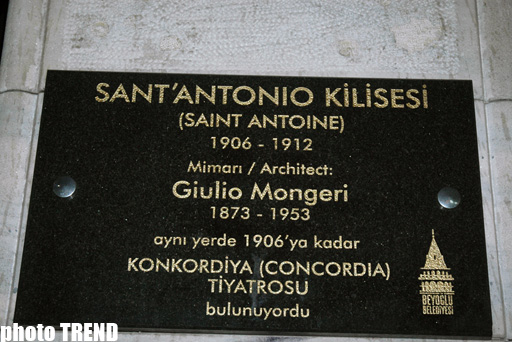 SANT'ANTONIO KİLİSESİ
(SAINT ANTOINE)
1906 - 1912
Mimarı / Architect:
Giulio Mongeri
1873 - 1953
aynı yerde 1906'ya kadar
KONKORDİYA (CONCORDIA)
TİYATROSU
bulunuyordu
BEYOĞLU
BELEDİYESİ
photo TREND